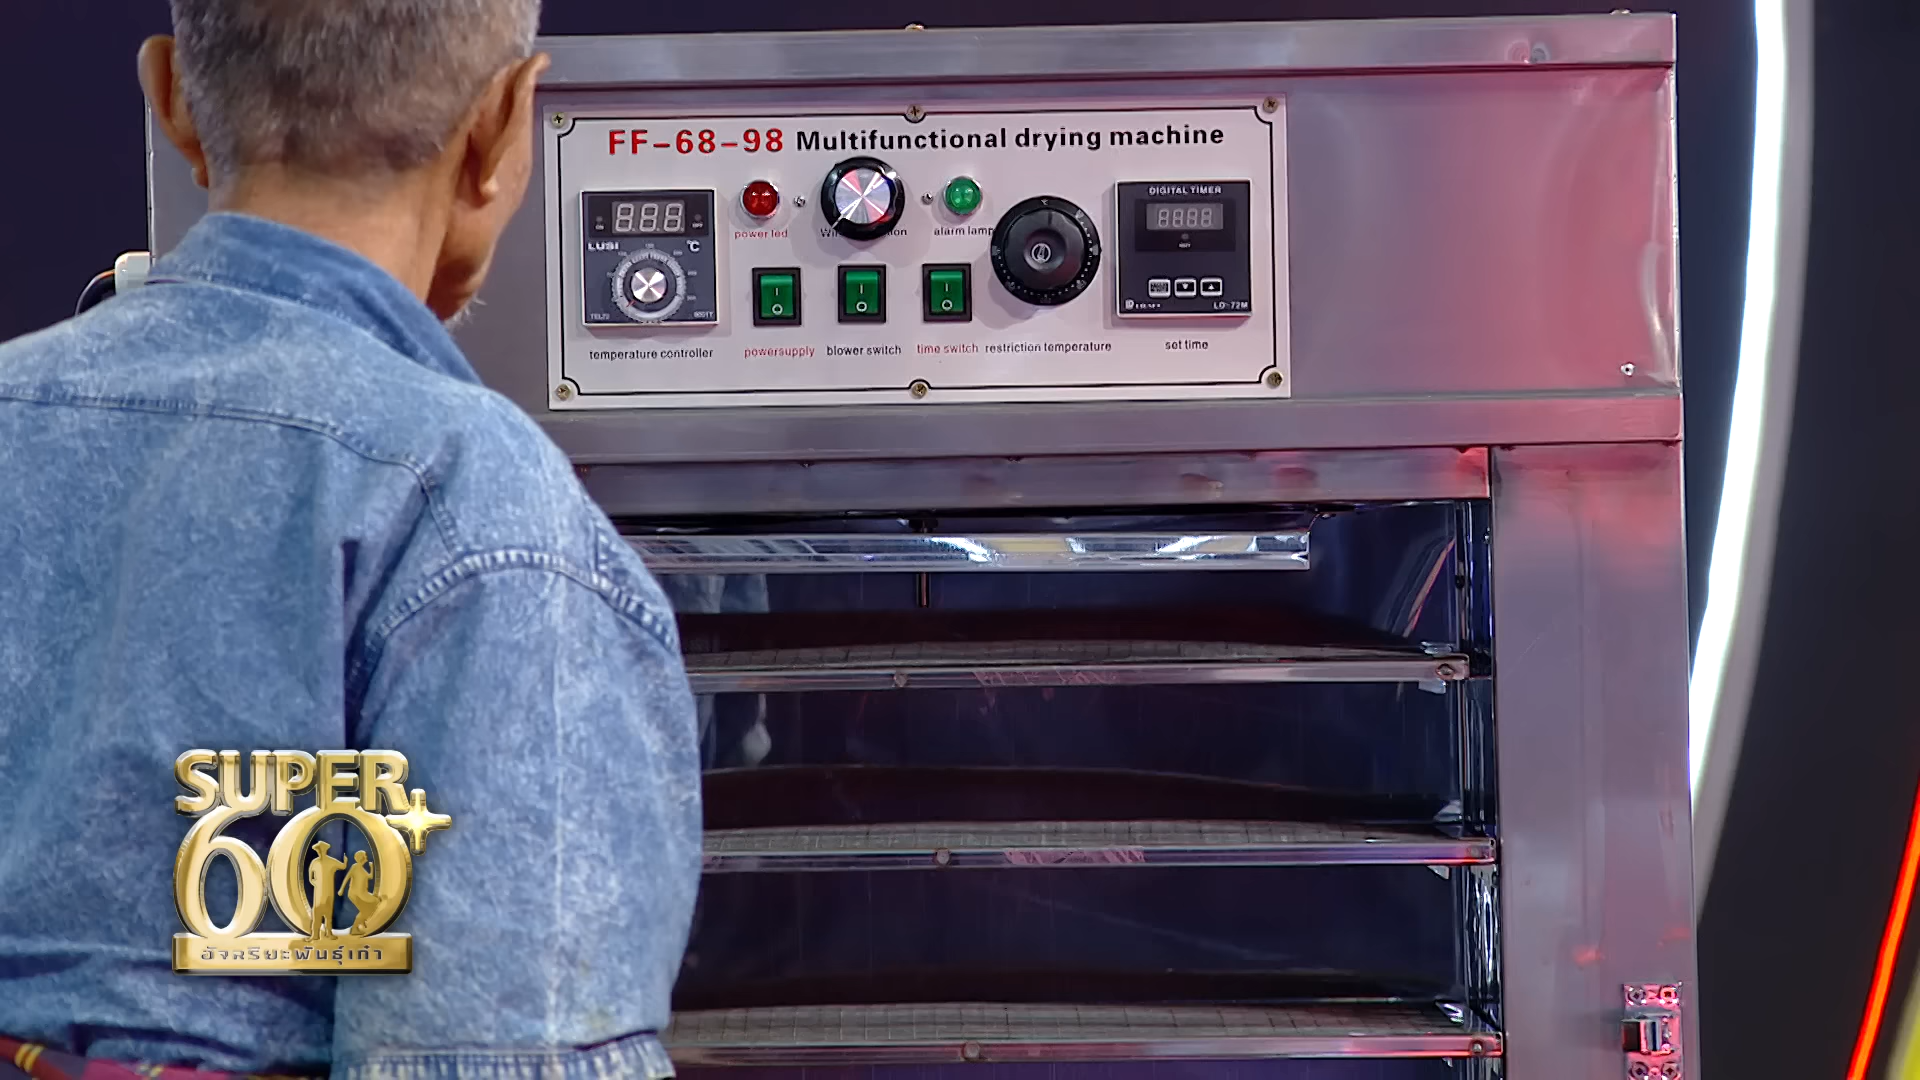 FF-68-98 Multifunctional drying machine
DIGITAL TIMER
LUSI
°C
power led
alarm lamp
LD-72M
temperature controller
powersupply
blower switch
time switch
restriction temperature
set time
SUPER
60+
อัจฉริยะพันธุ์เก๋า